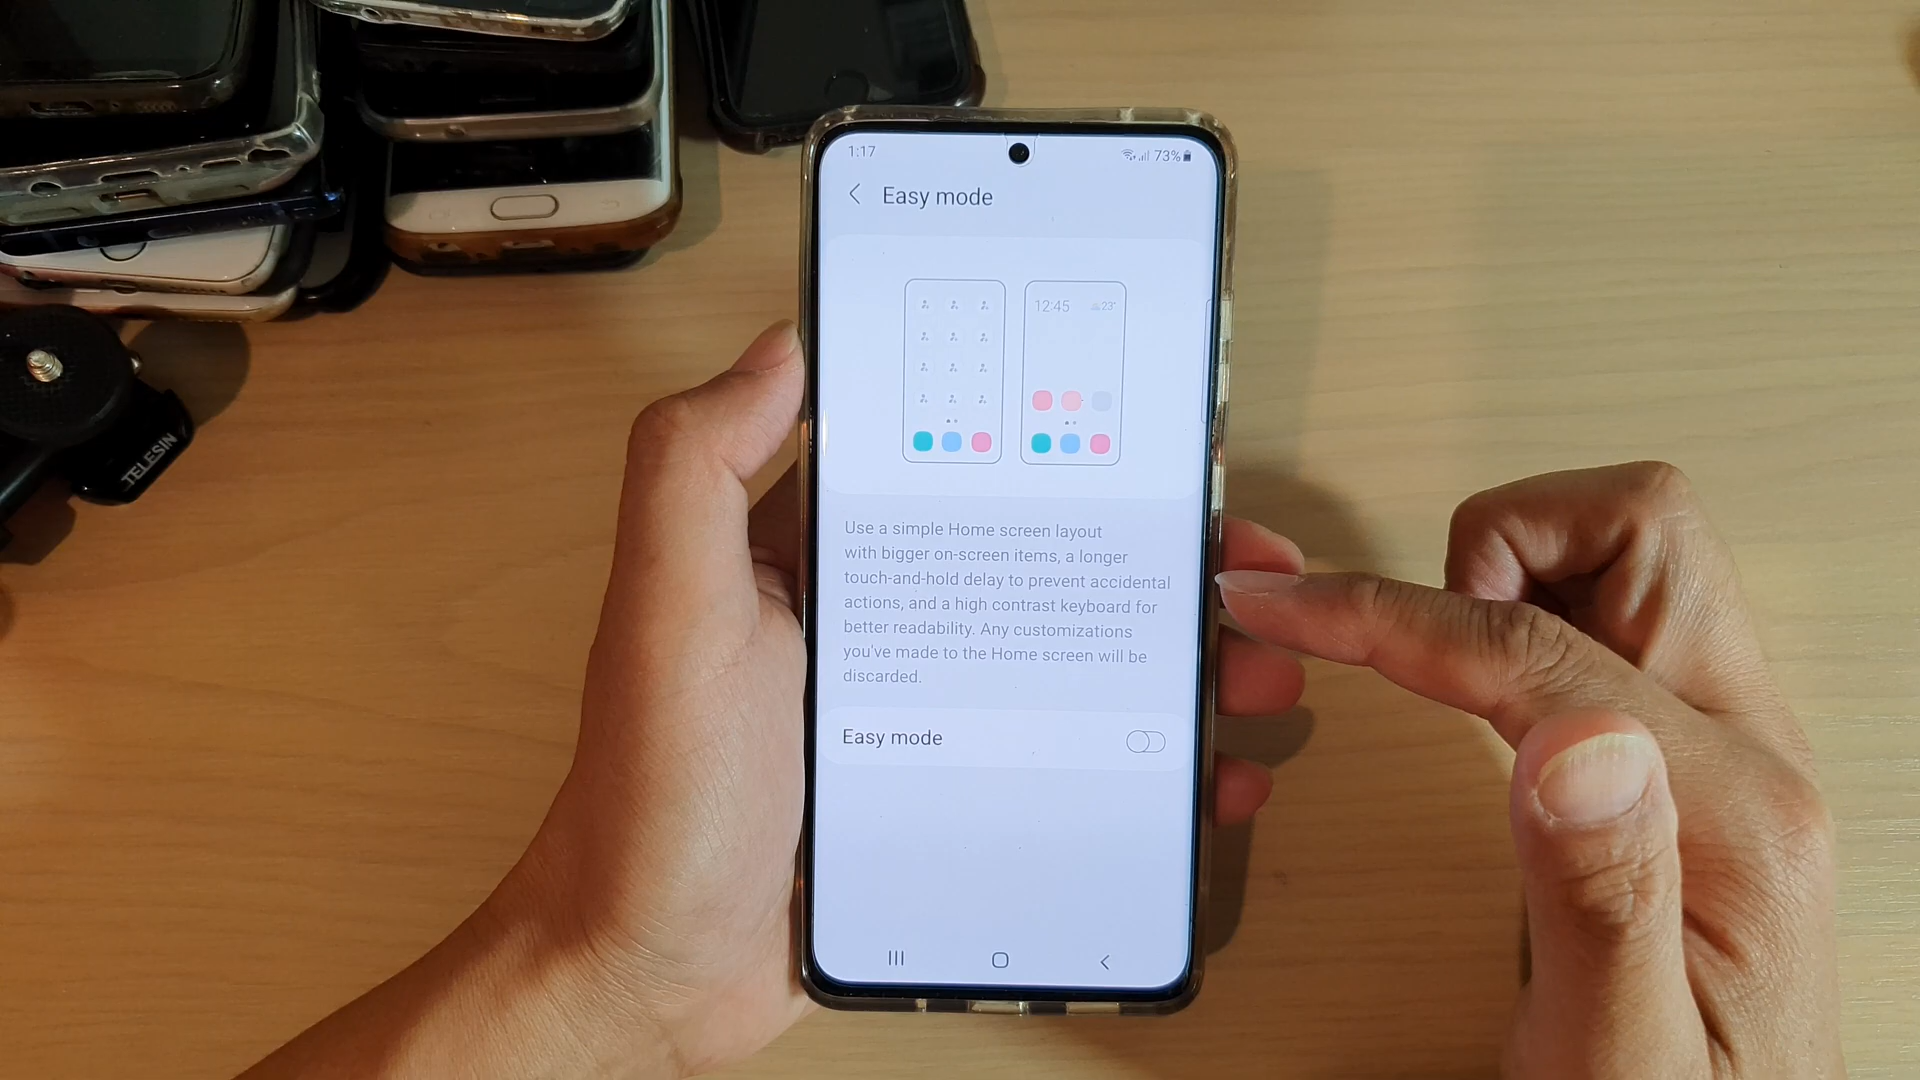 1:17
73%
Easy mode
12:45
23°
Use a simple Home screen layout
with bigger on-screen items, a longer
touch-and-hold delay to prevent accidental
actions, and a high contrast keyboard for
better readability. Any customizations
you've made to the Home screen will be
discarded.
Easy mode
TELESIN